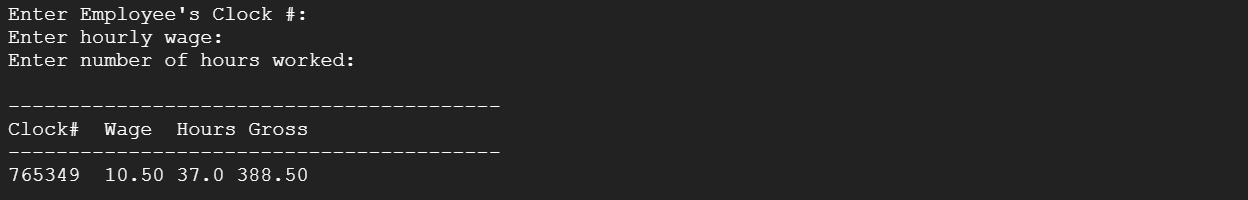 Enter Employee's Clock #:
Enter hourly wage:
Enter number of hours worked:
-----------------------------------------
Clock#  Wage  Hours Gross
-----------------------------------------
765349  10.50 37.0 388.50